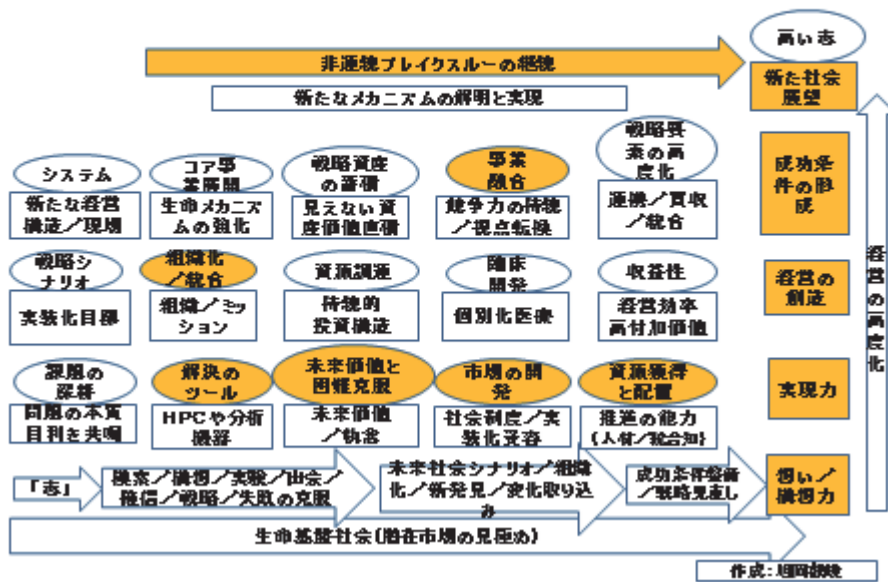 高い志
非連続ブレイクスルーの継続
新たな社会
展望
新たなメカニズムの解明と実現
システム
新たな経営
構造/現場
コア事
業展開
生命メカニズ
ムの強化
戦略資産
の蓄積
見えない資
産価値蓄積
事業
融合
競争力の持続
/視点転換
戦略要
素の高
度化
連携/買収
/統合
成功条
件の形
成
戦略シ
ナリオ
実装化目標
組織化
/統合
組織/ミッ
ション
資源調達
持続的
投資構造
臨床
開発
個別化医療
収益性
経営効率
高付加価値
経営の
創造
経営の高度化
課題の
深耕
問題の本質
目利き共鳴
解決の
ツール
HPCや分析
機器
未来価値と
困難克服
未来価値
/執念
市場の開
発
社会制度/実
装化受容
資源獲得
と配置
推進の能力
(人材/統合知)
実現力
「志」
模索/構想/実験/出会/
確信/戦略/失敗の克服
未来社会シナリオ/組織
化/新発見/変化取り込
み
成功条件整備
/戦略見直し
想い/
構想力
生命基盤社会(潜在市場の見極め)
作成: